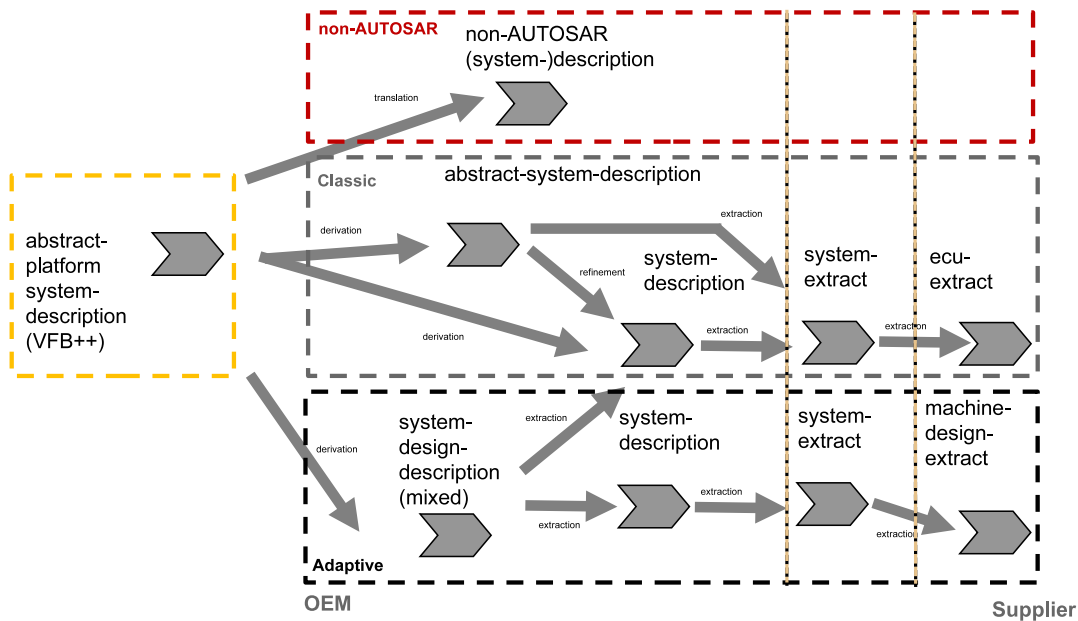 non-AUTOSAR
non-AUTOSAR
(system-)description
translation
Classic
abstract-system-description
abstract-
platform
system-
description
(VFB++)
derivation
extraction
refinement
system-
description
system-
extract
ecu-
extract
derivation
extraction
extraction
system-
design-
description
(mixed)
extraction
system-
description
system-
extract
machine-
design-
extract
derivation
extraction
extraction
extraction
Adaptive
OEM
Supplier